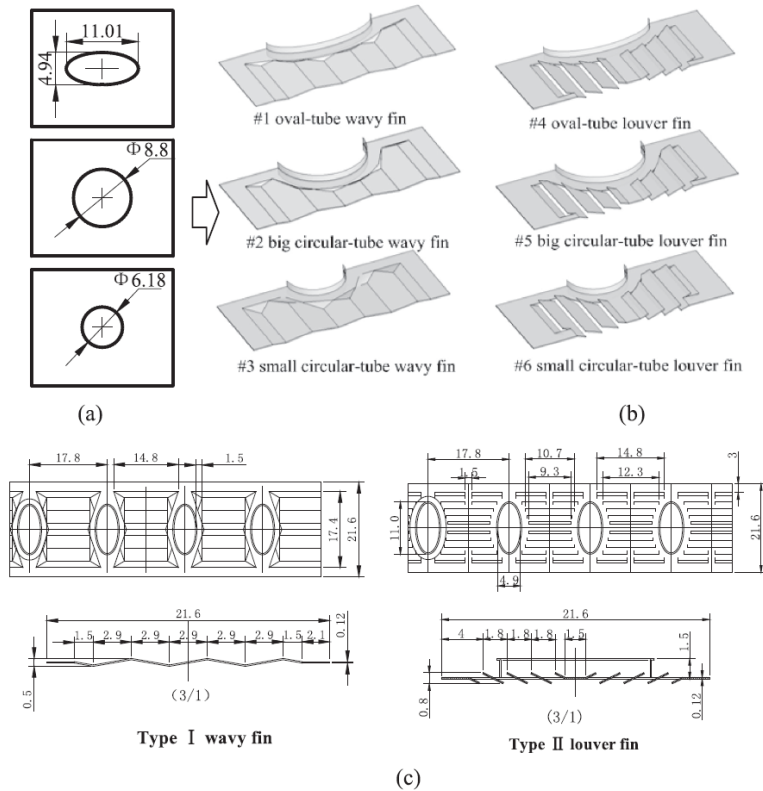 11.01
4.94
Φ8.8
Φ6.18
(a)
#1 oval-tube wavy fin
#4 oval-tube louver fin
#2 big circular-tube wavy fin
#5 big circular-tube louver fin
#3 small circular-tube wavy fin
#6 small circular-tube louver fin
(b)
17.8 14.8 1.5
17.4
21.6
21.6
1.5 2.9 2.9 2.9 2.9 2.9 1.5 2.1
0.12
0.5
(3/1)
Type Ⅰ wavy fin
17.8 10.7 14.8 3
1.5 9.3 12.3
11.0
21.6
4.9
21.6
4 1.8 1.8 1.8 1.5
1.5
0.8
0.12
(3/1)
Type Ⅱ louver fin
(c)